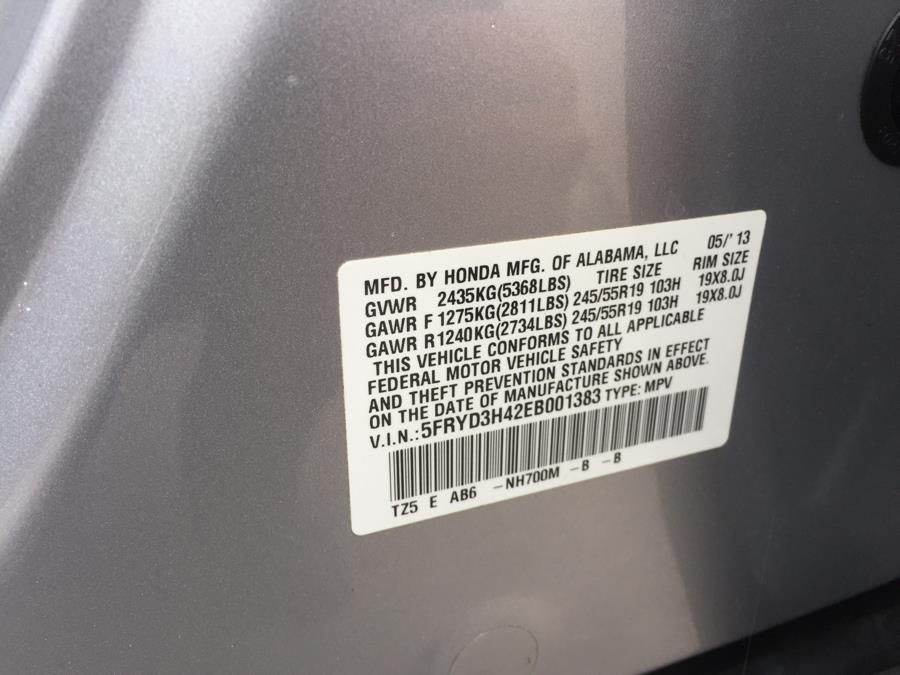 MFD. BY HONDA MFG. OF ALABAMA, LLC 05/'13
GVWR 2435KG(5368LBS) TIRE SIZE RIM SIZE
GAWR F 1275KG(2811LBS) 245/55R19 103H 19X8.0J
GAWR R1240KG(2734LBS) 245/55R19 103H 19X8.0J
THIS VEHICLE CONFORMS TO ALL APPLICABLE
FEDERAL MOTOR VEHICLE SAFETY
AND THEFT PREVENTION STANDARDS IN EFFECT
ON THE DATE OF MANUFACTURE SHOWN ABOVE.
V.I.N.:5FRYD3H42EB001383 TYPE: MPV
TZ5 E AB6 -NH700M -B -B